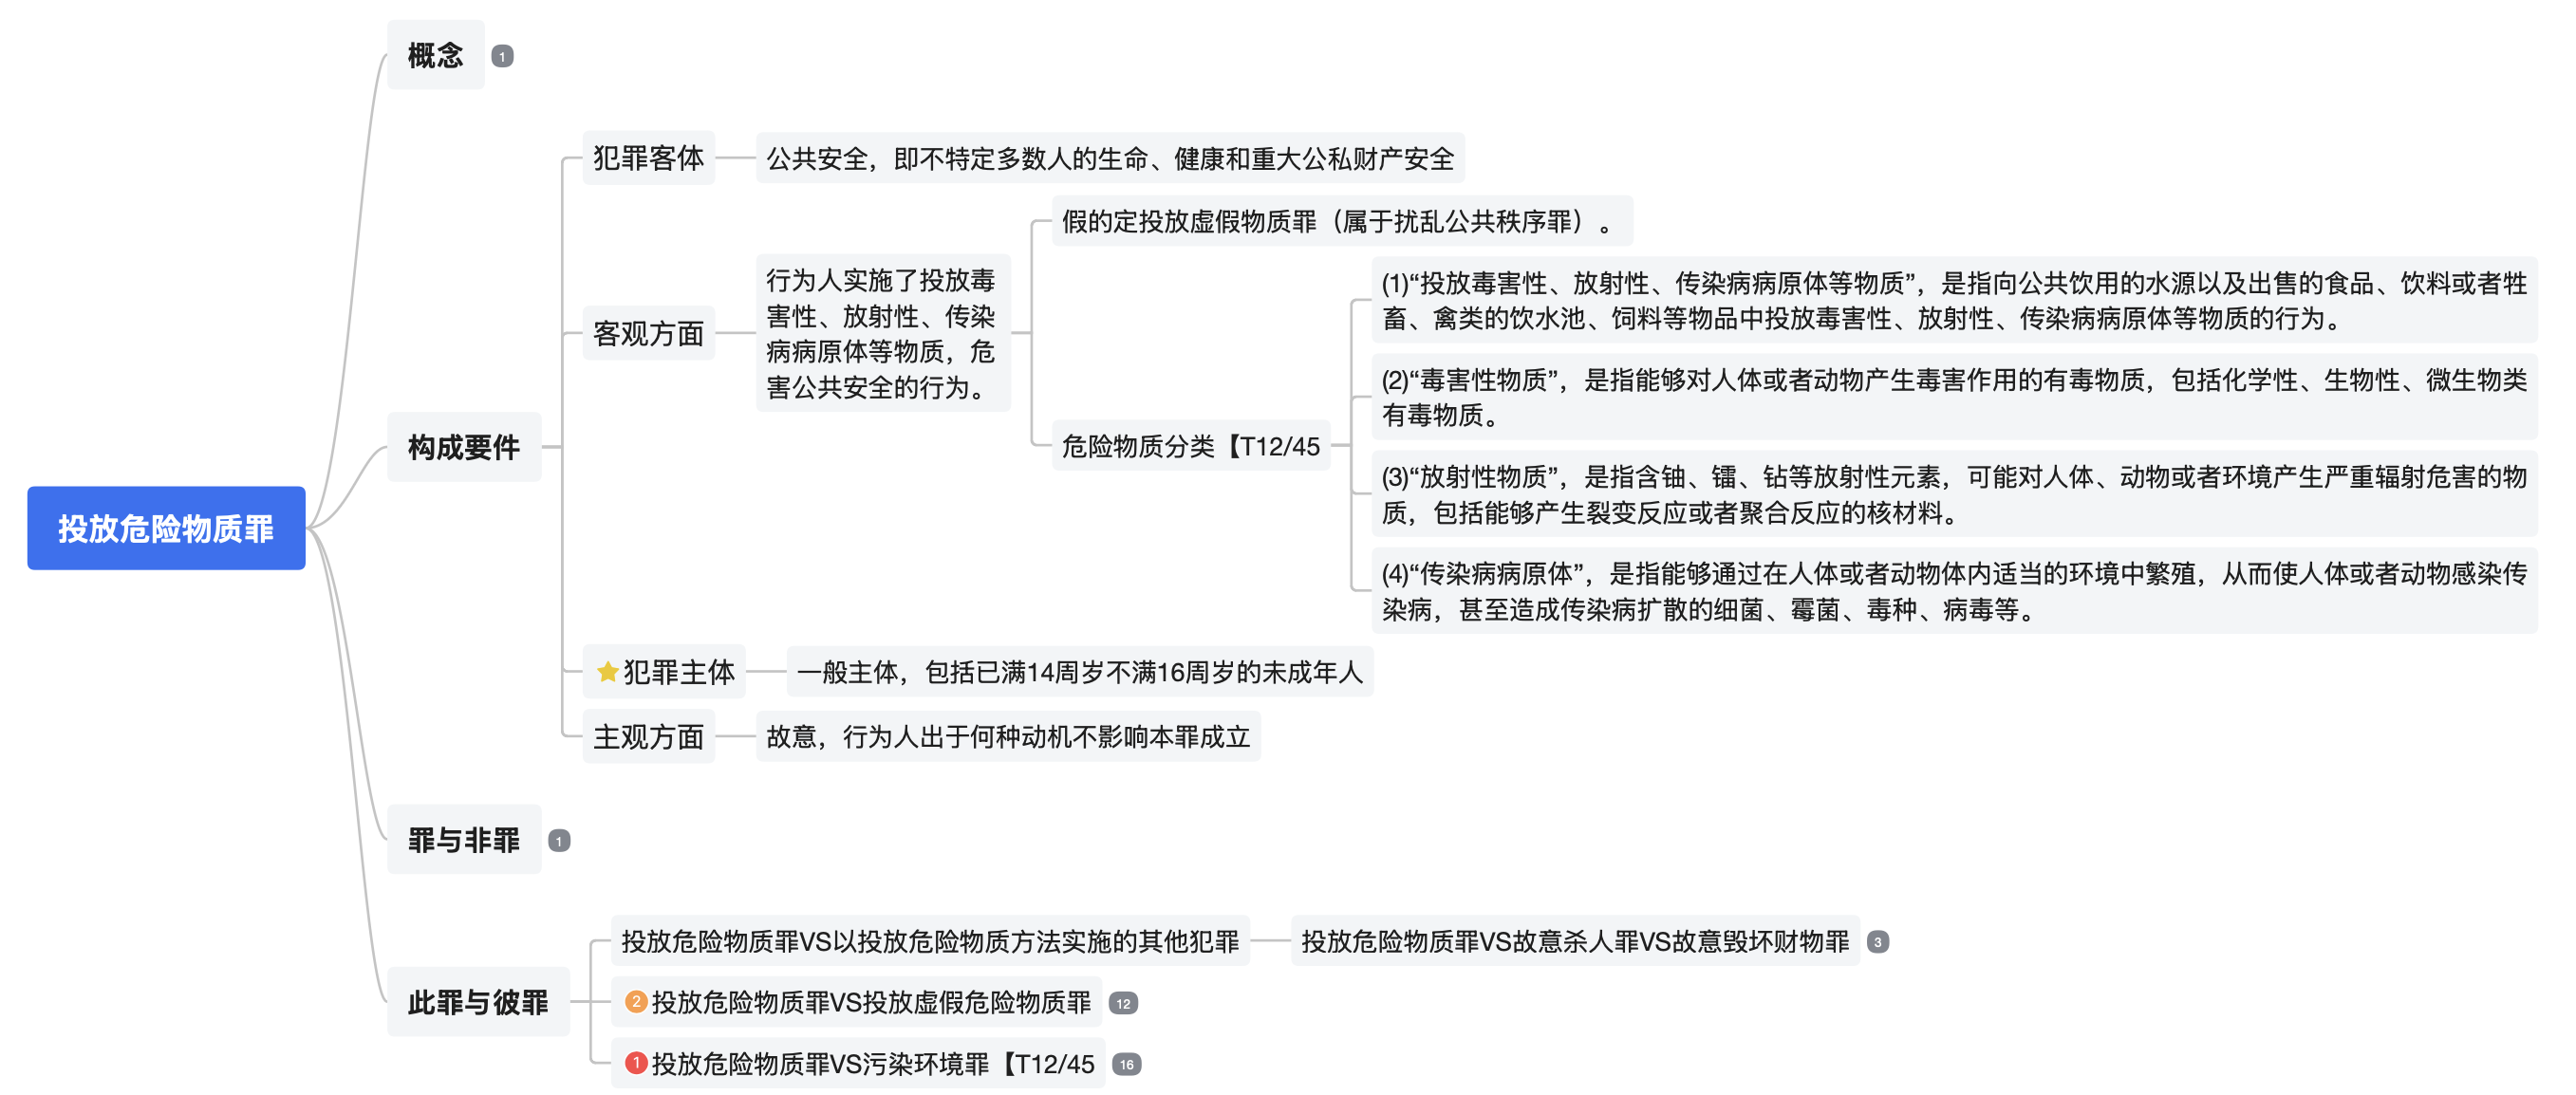 概念 1
犯罪客体
公共安全，即不特定多数人的生命、健康和重大公私财产安全
假的定投放虚假物质罪（属于扰乱公共秩序罪）。
行为人实施了投放毒
害性、放射性、传染
病病原体等物质，危
害公共安全的行为。
客观方面
(1)“投放毒害性、放射性、传染病病原体等物质”，是指向公共饮用的水源以及出售的食品、饮料或者牲
畜、禽类的饮水池、饲料等物品中投放毒害性、放射性、传染病病原体等物质的行为。
(2)“毒害性物质”，是指能够对人体或者动物产生毒害作用的有毒物质，包括化学性、生物性、微生物类
有毒物质。
危险物质分类【T12/45
(3)“放射性物质”，是指含铀、镭、钴等放射性元素，可能对人体、动物或者环境产生严重辐射危害的物
质，包括能够产生裂变反应或者聚合反应的核材料。
(4)“传染病病原体”，是指能够通过在人体或者动物体内适当的环境中繁殖，从而使人体或者动物感染传
染病，甚至造成传染病扩散的细菌、霉菌、毒种、病毒等。
构成要件
投放危险物质罪
犯罪主体
一般主体，包括已满14周岁不满16周岁的未成年人
主观方面
故意，行为人出于何种动机不影响本罪成立
罪与非罪 1
投放危险物质罪VS以投放危险物质方法实施的其他犯罪
投放危险物质罪VS故意杀人罪VS故意毁坏财物罪 3
此罪与彼罪
2 投放危险物质罪VS投放虚假危险物质罪 12
1 投放危险物质罪VS污染环境罪【T12/45 16